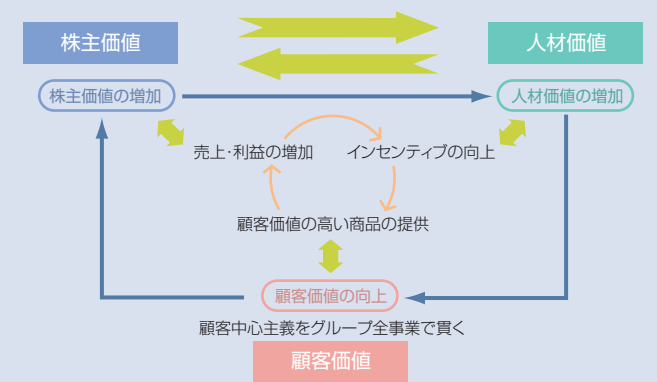 株主価値
人材価値
株主価値の増加
人材価値の増加
売上・利益の増加
インセンティブの向上
顧客価値の高い商品の提供
顧客価値の向上
顧客中心主義をグループ全事業で貫く
顧客価値